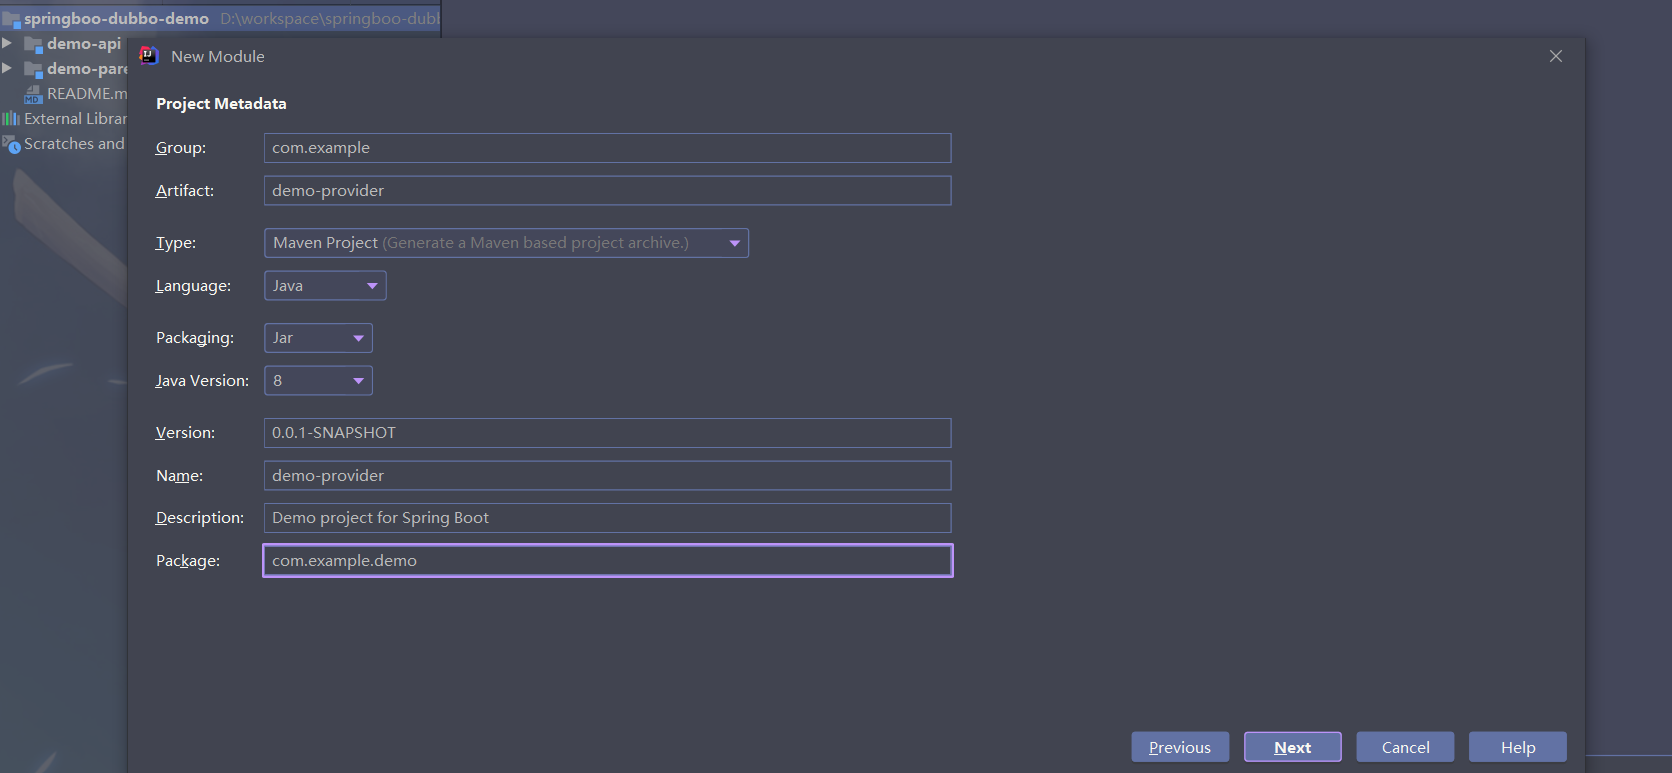 springboo-dubbo-demo D:\workspace\springboo-dubb
demo-api
demo-pare
README.m
External Librar
Scratches and
New Module
Project Metadata
Group: com.example
Artifact: demo-provider
Type: Maven Project (Generate a Maven based project archive.)
Language: Java
Packaging: Jar
Java Version: 8
Version: 0.0.1-SNAPSHOT
Name: demo-provider
Description: Demo project for Spring Boot
Package: com.example.demo
Previous Next Cancel Help